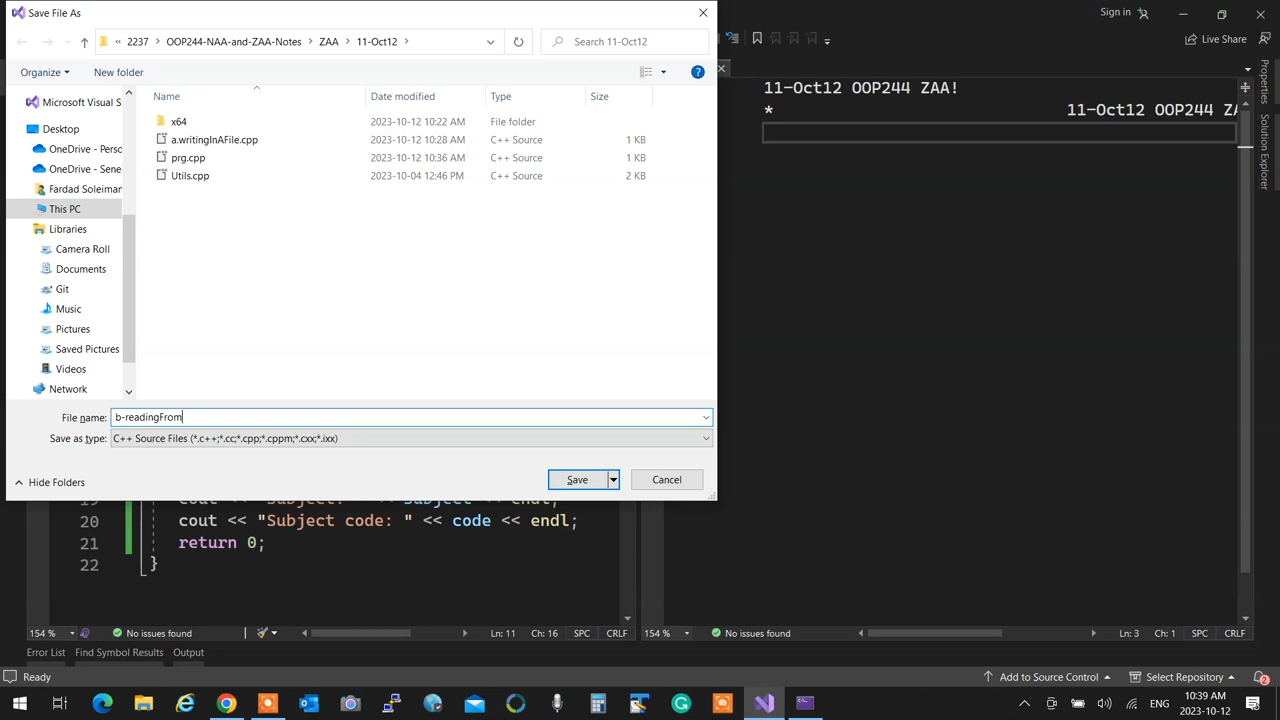 Save File As
« 2237 > OOP244-NAA-and-ZAA-Notes > ZAA > 11-Oct12 >
Search 11-Oct12
Sign in
Live Share
Organize
New folder
Name
Date modified
Type
Size
Microsoft Visual S
Desktop
OneDrive - Perso
OneDrive - Sene
Fardad Soleiman
This PC
Libraries
Camera Roll
Documents
Git
Music
Pictures
Saved Pictures
Videos
Network
x64 2023-10-12 10:22 AM File folder
a.writingInAFile.cpp 2023-10-12 10:28 AM C++ Source 1 KB
prg.cpp 2023-10-12 10:36 AM C++ Source 1 KB
Utils.cpp 2023-10-04 12:46 PM C++ Source 2 KB
File name: b-readingFrom
Save as type: C++ Source Files (*.c++;*.cc;*.cpp;*.cppm;*.cxx;*.ixx)
Hide Folders
Save
Cancel
11-Oct12 OOP244 ZAA!
* 11-Oct12 OOP244 ZA
Properties
Solution Explorer
20 cout << "Subject code: " << code << endl;
21 return 0;
22 }
154 % No issues found Ln: 11 Ch: 16 SPC CRLF
154 % No issues found Ln: 3 Ch: 1 SPC CRLF
Error List Find Symbol Results Output
Ready
Add to Source Control
Select Repository
2
ENG
10:39 AM
2023-10-12